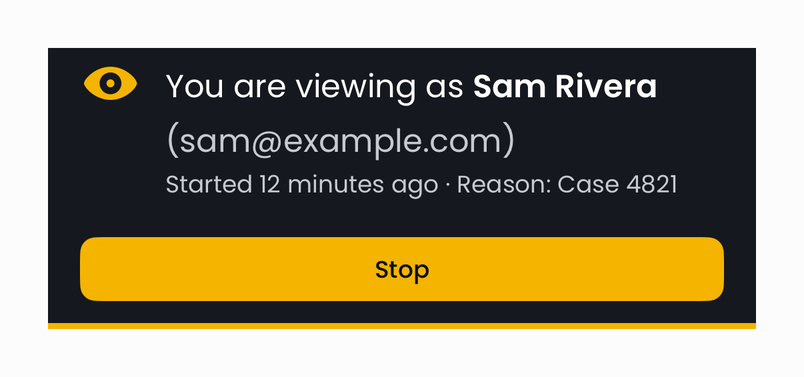 You are viewing as Sam Rivera
(sam@example.com)
Started 12 minutes ago · Reason: Case 4821
Stop